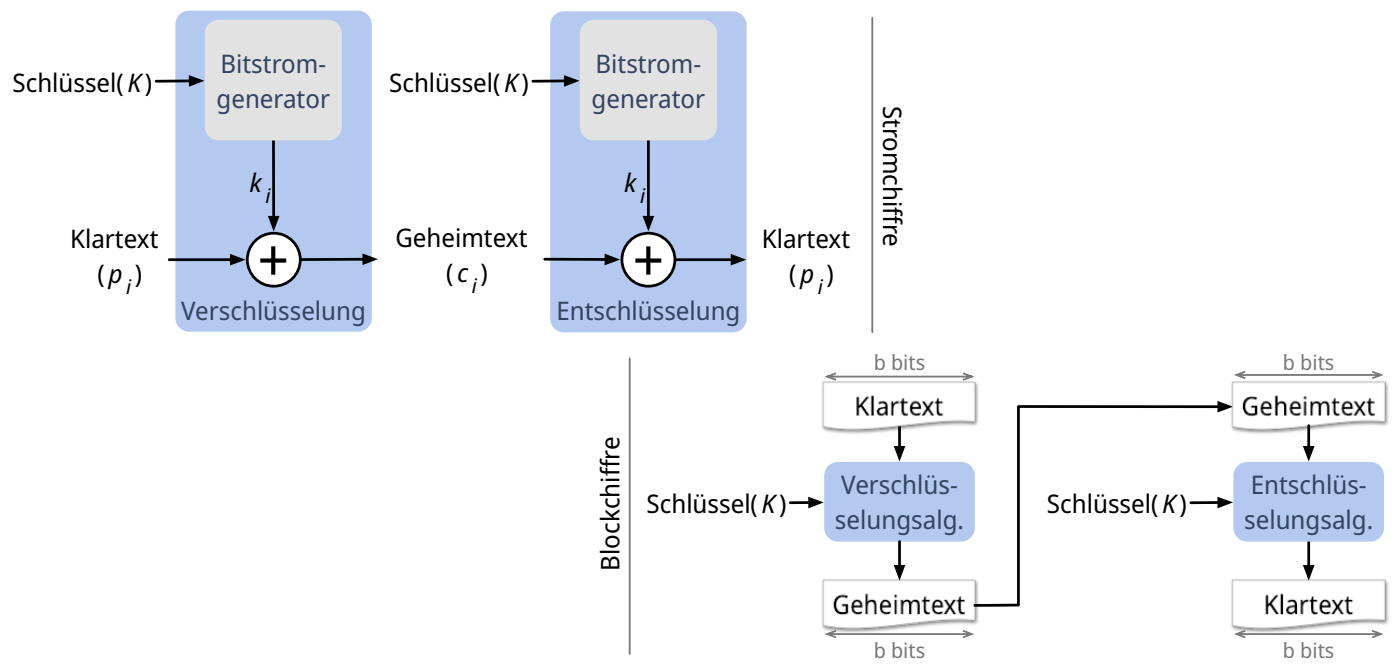 Bitstrom-
generator
Schlüssel(K)
k i
Klartext
(p i)
Verschlüsselung
Bitstrom-
generator
Schlüssel(K)
k i
Geheimtext
(c i)
Entschlüsselung
Klartext
(p i)
Stromchiffre
Blockchiffre
b bits
Klartext
Schlüssel(K)
Verschlüs-
selungsalg.
Geheimtext
b bits
b bits
Geheimtext
Schlüssel(K)
Entschlüs-
selungsalg.
Klartext
b bits